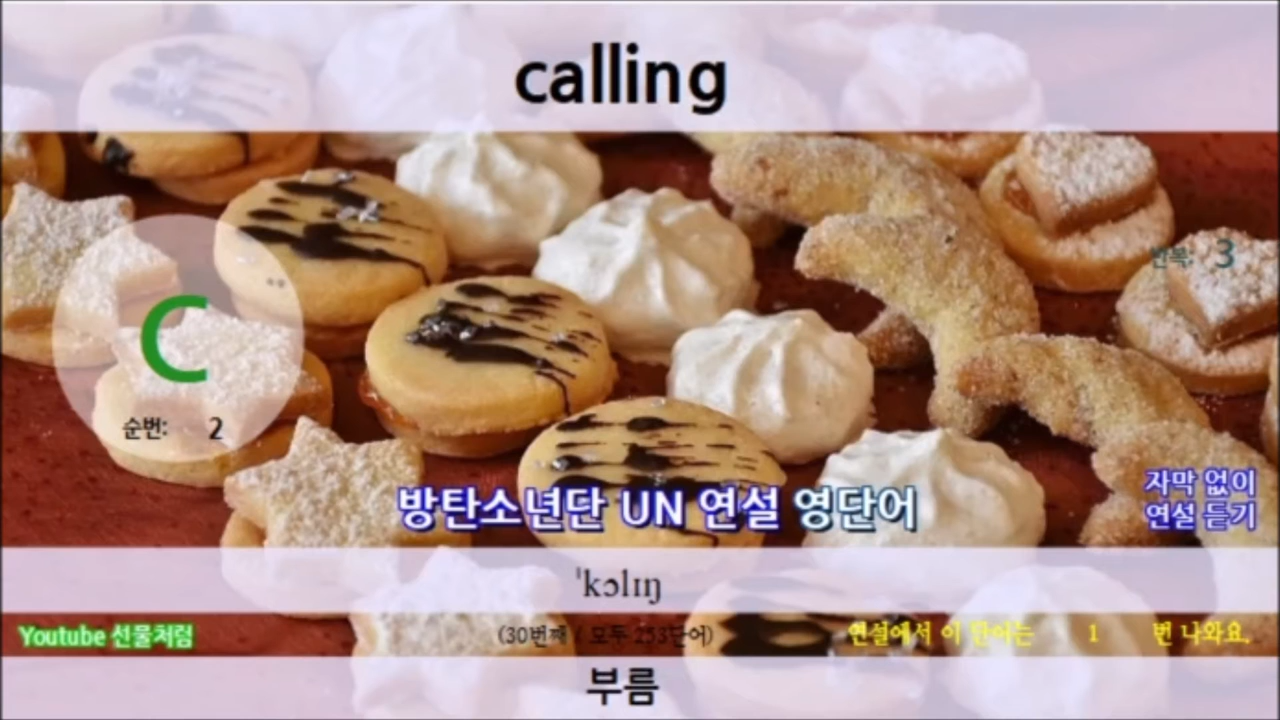 calling
반복: 3
C
순번: 2
방탄소년단 UN 연설 영단어
자막 없이
연설 듣기
ˈkɔlɪŋ
Youtube 선물처럼
(30번째 / 모두 253단어)
연설에서 이 단어는 1 번 나와요.
부름